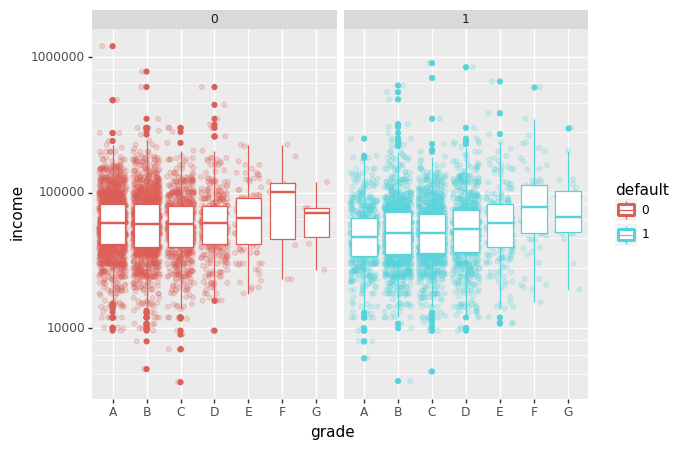 0 1
1000000
100000
10000
income
A B C D E F G A B C D E F G
grade
default
0
1